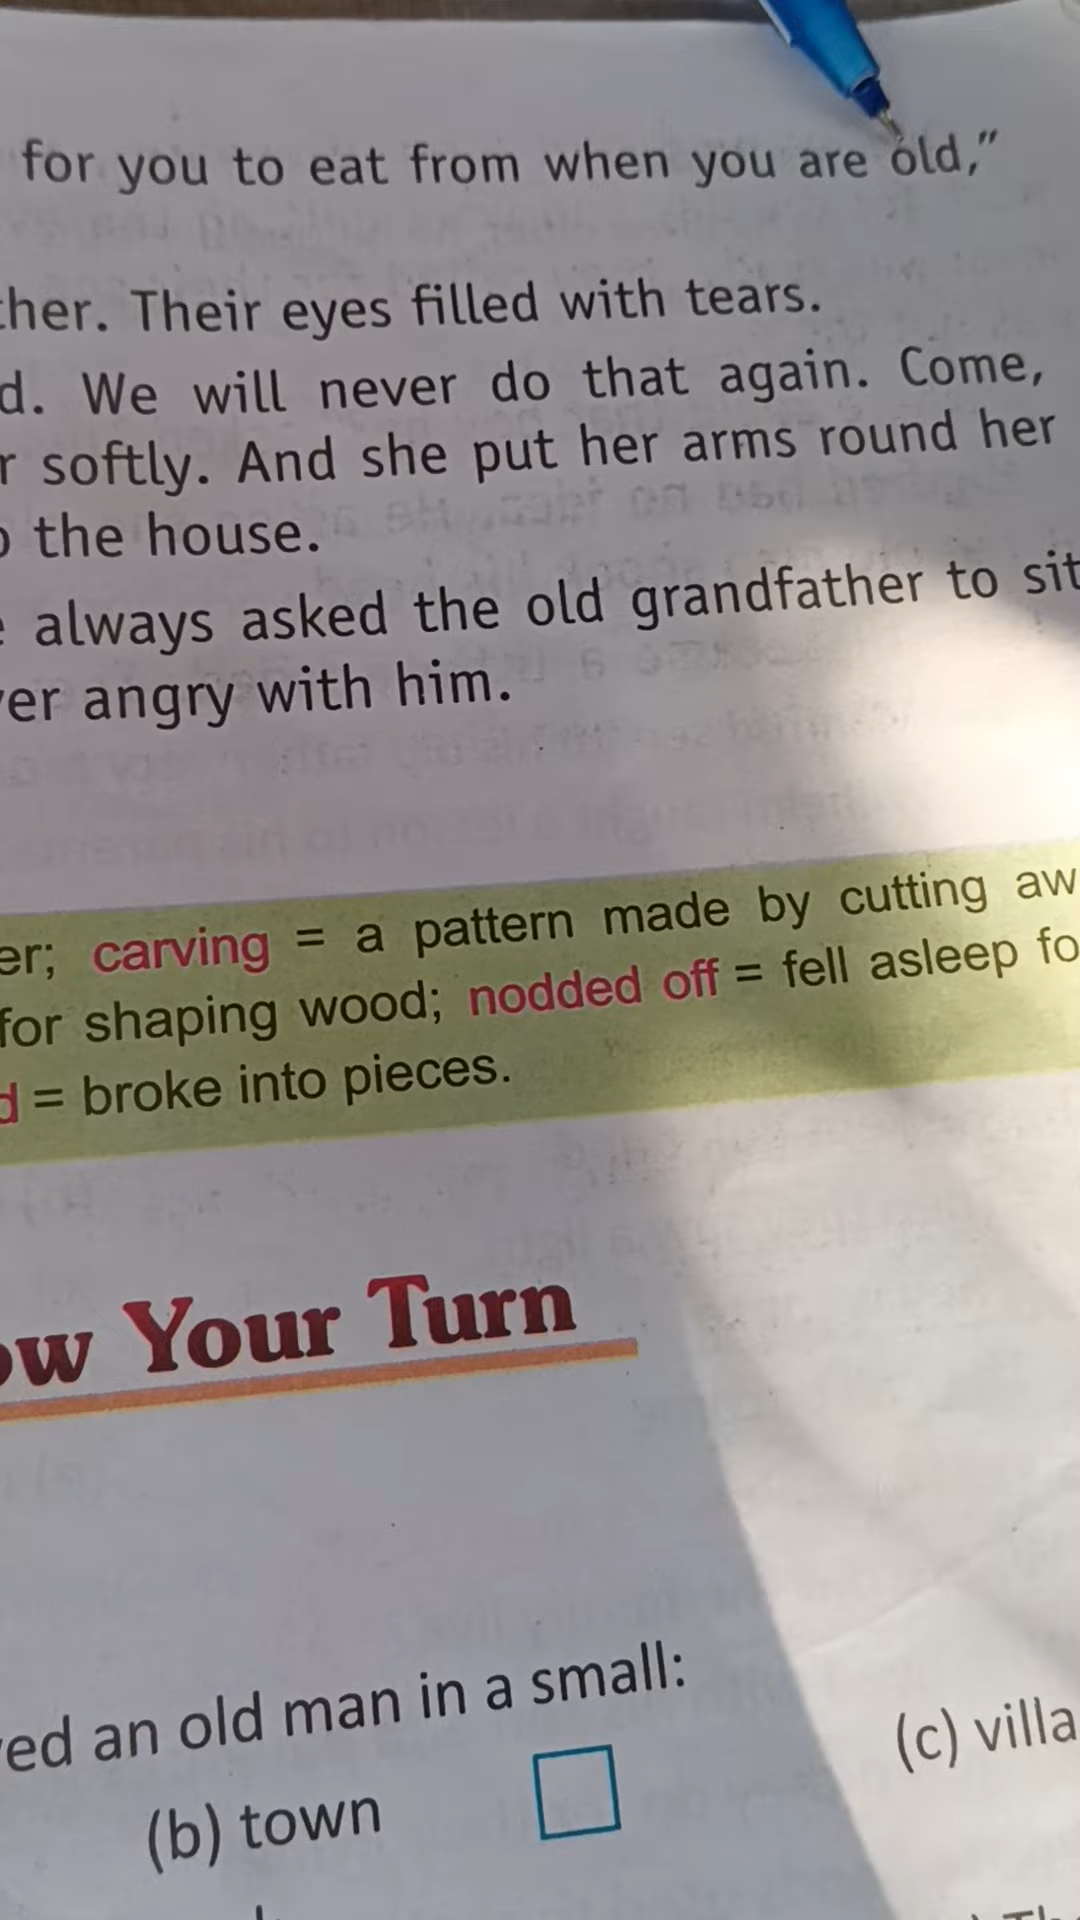 for you to eat from when you are old,”
her. Their eyes filled with tears.
d. We will never do that again. Come,
r softly. And she put her arms round her
the house.
always asked the old grandfather to sit
er angry with him.
er; carving = a pattern made by cutting aw
for shaping wood; nodded off = fell asleep fo
d = broke into pieces.
ow Your Turn
ed an old man in a small:
(b) town
(c) villa